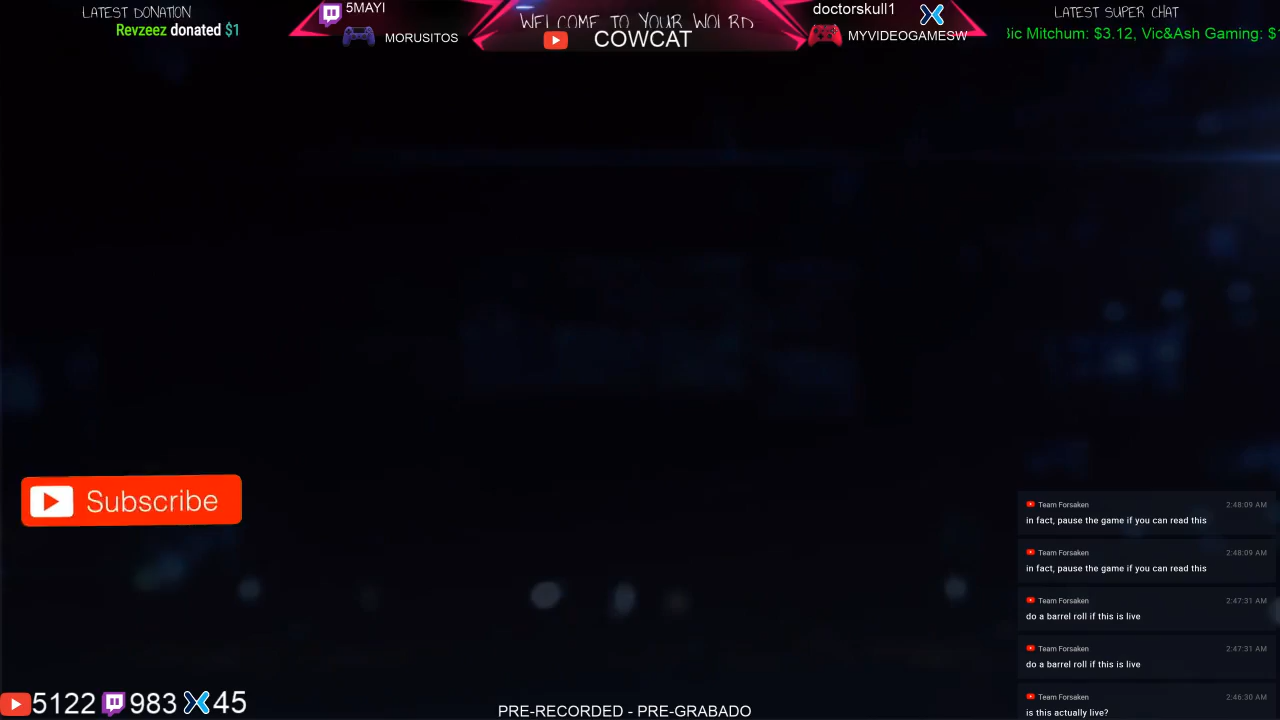 LATEST DONATION
Revzeez donated $1
5MAYI
MORUSITOS
WELCOME TO YOUR WORLD
COWCAT
doctorskull1
MYVIDEOGAMESW
LATEST SUPER CHAT
Mitchum: $3.12, Vic&Ash Gaming:
Subscribe
Team Forsaken 2:48:09 AM
in fact, pause the game if you can read this
Team Forsaken 2:48:09 AM
in fact, pause the game if you can read this
Team Forsaken 2:47:31 AM
do a barrel roll if this is live
Team Forsaken 2:47:31 AM
do a barrel roll if this is live
Team Forsaken 2:46:30 AM
is this actually live?
5122 983 45
PRE-RECORDED - PRE-GRABADO